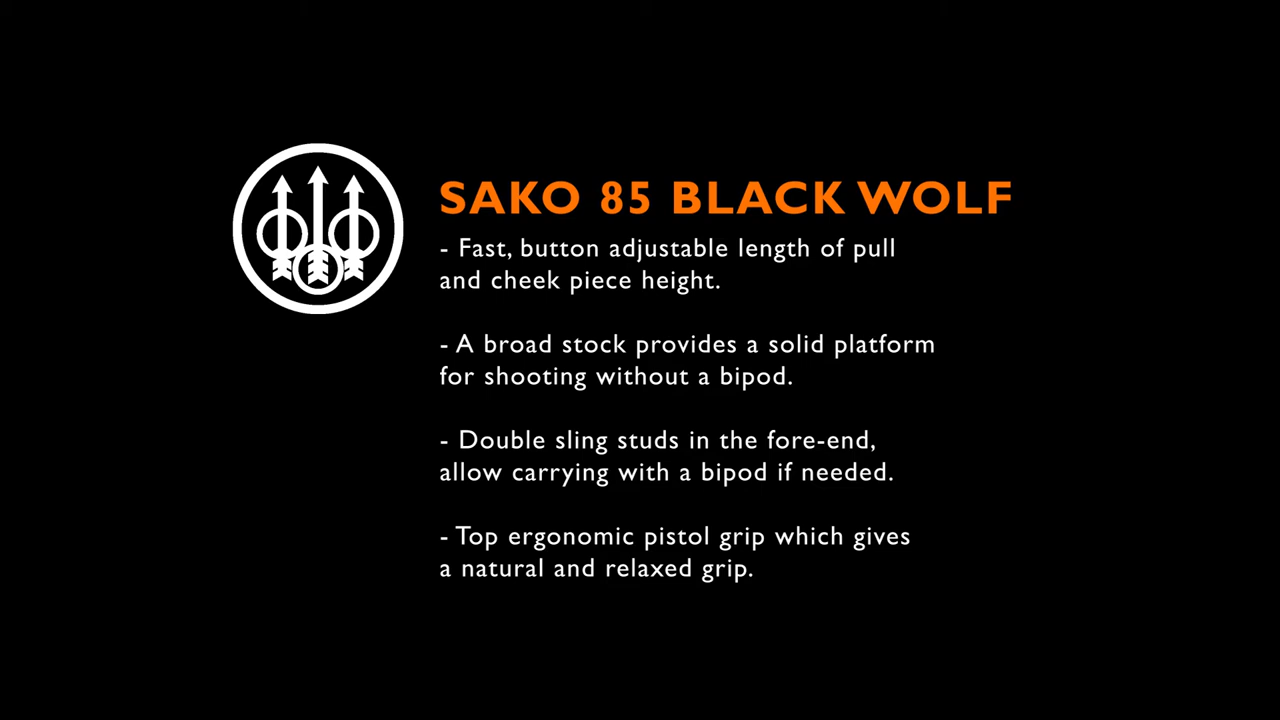 SAKO 85 BLACK WOLF
- Fast, button adjustable length of pull
and cheek piece height.
- A broad stock provides a solid platform
for shooting without a bipod.
- Double sling studs in the fore-end,
allow carrying with a bipod if needed.
- Top ergonomic pistol grip which gives
a natural and relaxed grip.